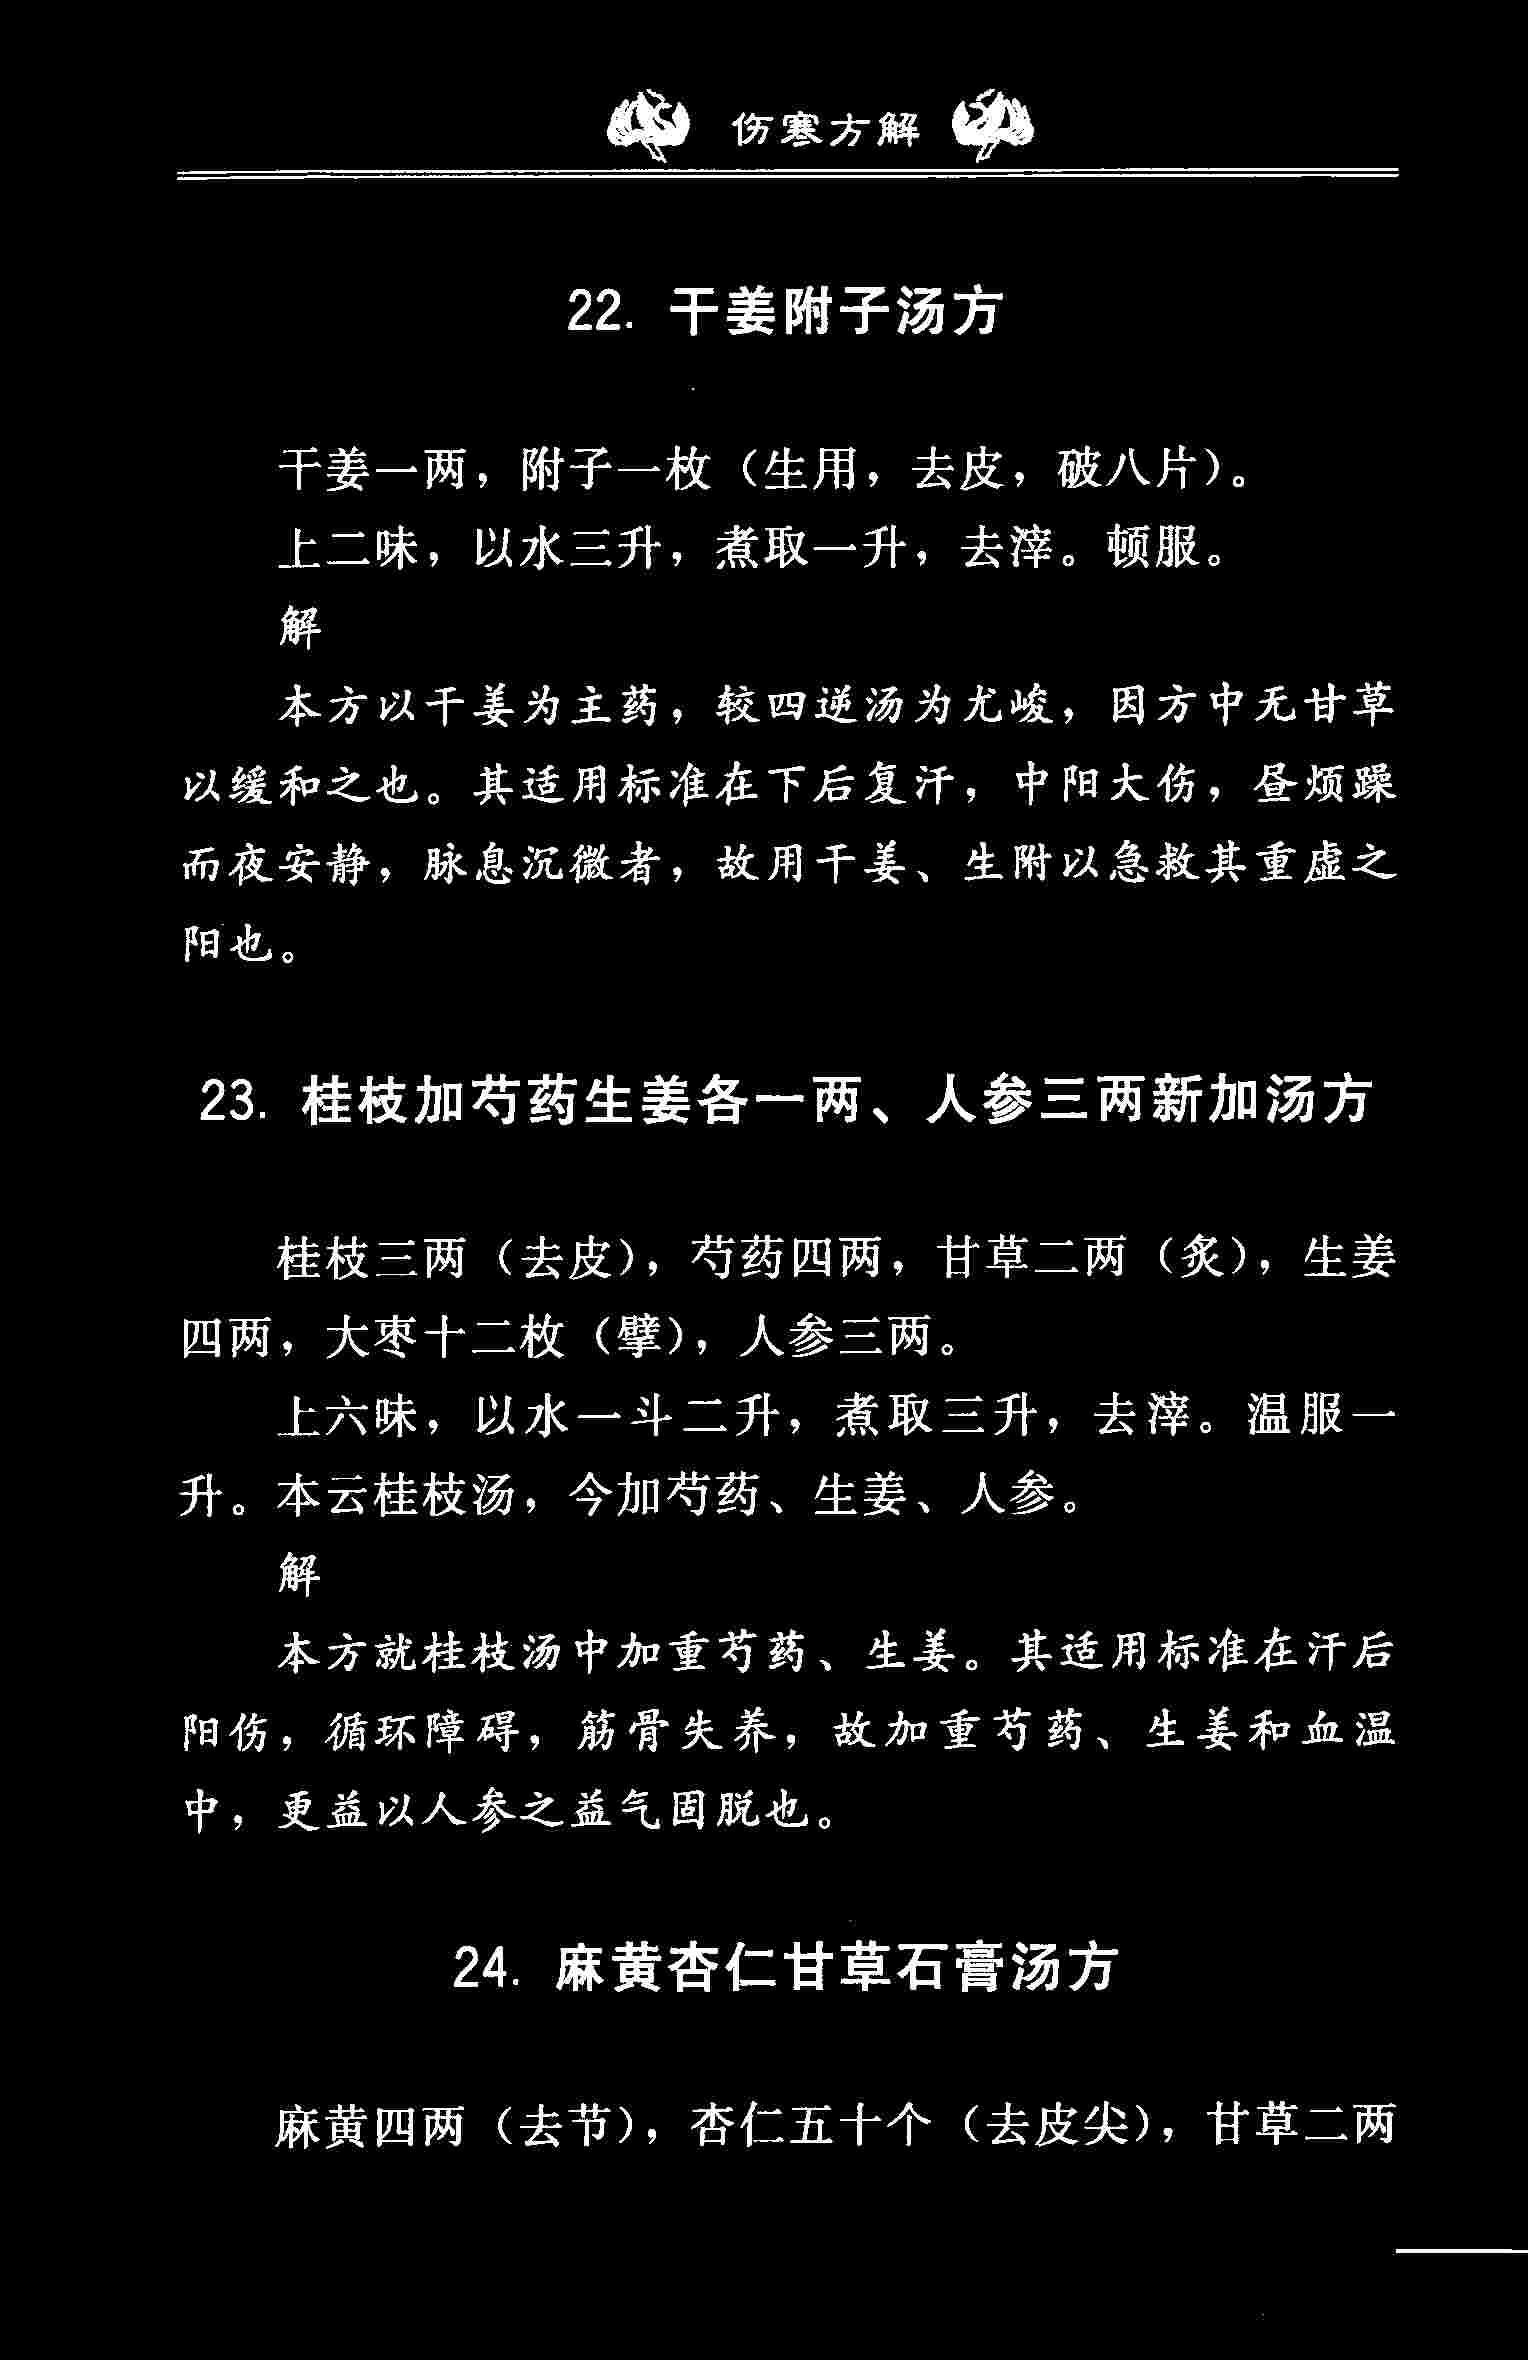 伤寒方解
22. 干姜附子汤方
干姜一两，附子一枚（生用，去皮，破八片）。
上二味，以水三升，煮取一升，去滓。顿服。
解
本方以干姜为主药，较四逆汤为尤峻，因方中无甘草
以缓和之也。其适用标准在下后复汗，中阳大伤，昼烦躁
而夜安静，脉息沉微者，故用干姜、生附以急救其重虚之
阳也。
23. 桂枝加芍药生姜各一两、人参三两新加汤方
桂枝三两（去皮），芍药四两，甘草二两（炙），生姜
四两，大枣十二枚（擘），人参三两。
上六味，以水一斗二升，煮取三升，去滓。温服一
升。本云桂枝汤，今加芍药、生姜、人参。
解
本方就桂枝汤中加重芍药、生姜。其适用标准在汗后
阳伤，循环障碍，筋骨失养，故加重芍药、生姜和血温
中，更益以人参之益气固脱也。
24. 麻黄杏仁甘草石膏汤方
麻黄四两（去节），杏仁五十个（去皮尖），甘草二两